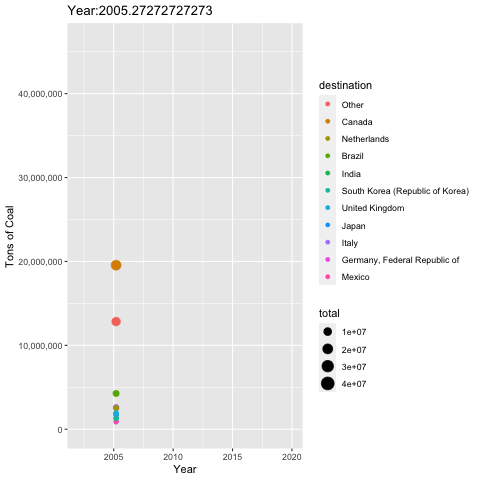 Year:2005.27272727273
Tons of Coal
40,000,000
30,000,000
20,000,000
10,000,000
0
2005 2010 2015 2020
Year
destination
Other
Canada
Netherlands
Brazil
India
South Korea (Republic of Korea)
United Kingdom
Japan
Italy
Germany, Federal Republic of
Mexico
total
1e+07
2e+07
3e+07
4e+07